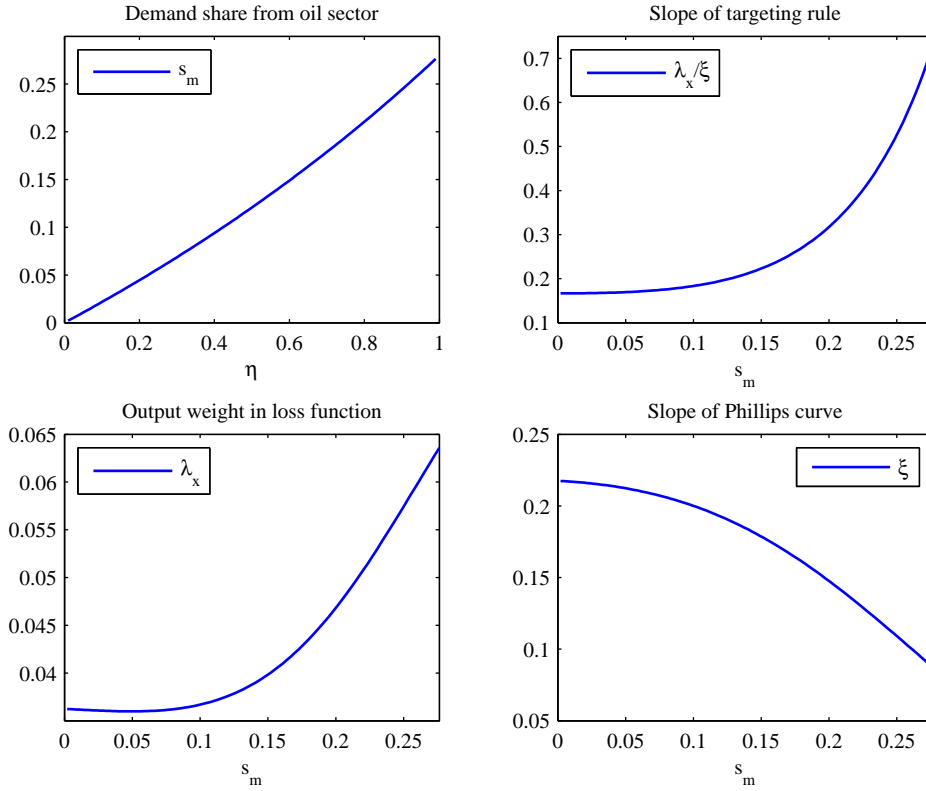 Demand share from oil sector
s_m
0.25
0.2
0.15
0.1
0.05
0
0 0.2 0.4 0.6 0.8 1
η
Slope of targeting rule
λ_x/ξ
0.7
0.6
0.5
0.4
0.3
0.2
0.1
0 0.05 0.1 0.15 0.2 0.25
s_m
Output weight in loss function
λ_x
0.065
0.06
0.055
0.05
0.045
0.04
0 0.05 0.1 0.15 0.2 0.25
s_m
Slope of Phillips curve
ξ
0.25
0.2
0.15
0.1
0.05
0 0.05 0.1 0.15 0.2 0.25
s_m